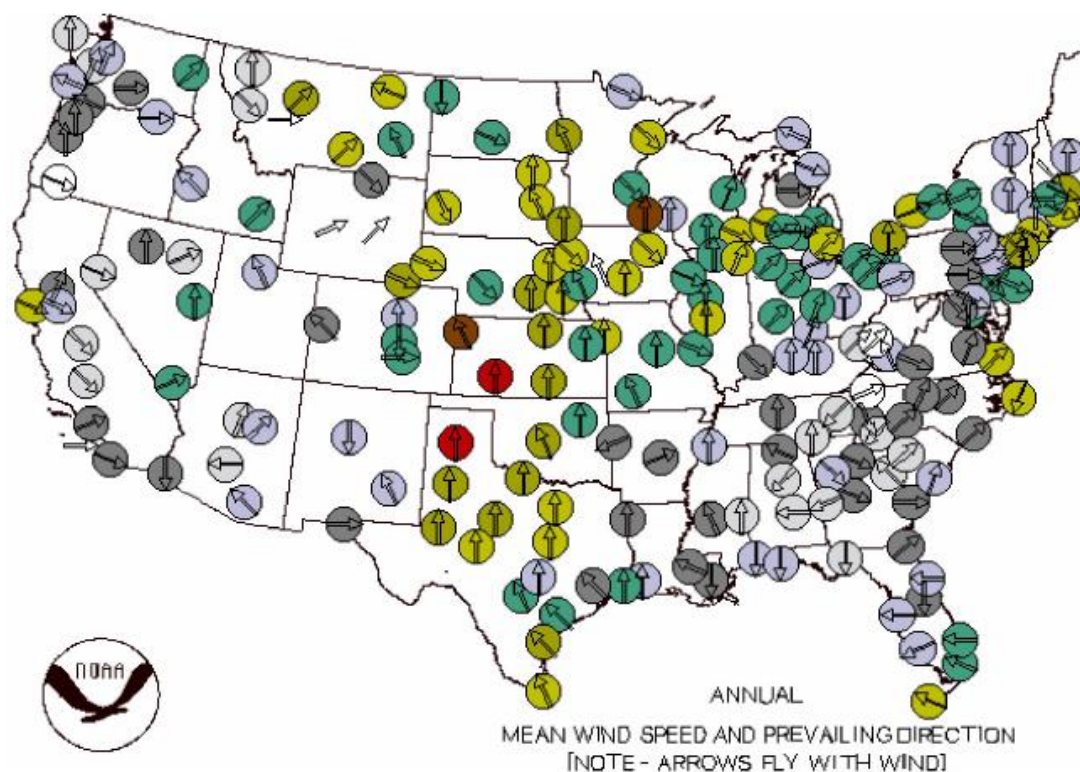 NOAA
ANNUAL
MEAN WIND SPEED AND PREVAILING DIRECTION
[NOTE - ARROWS FLY WITH WIND]